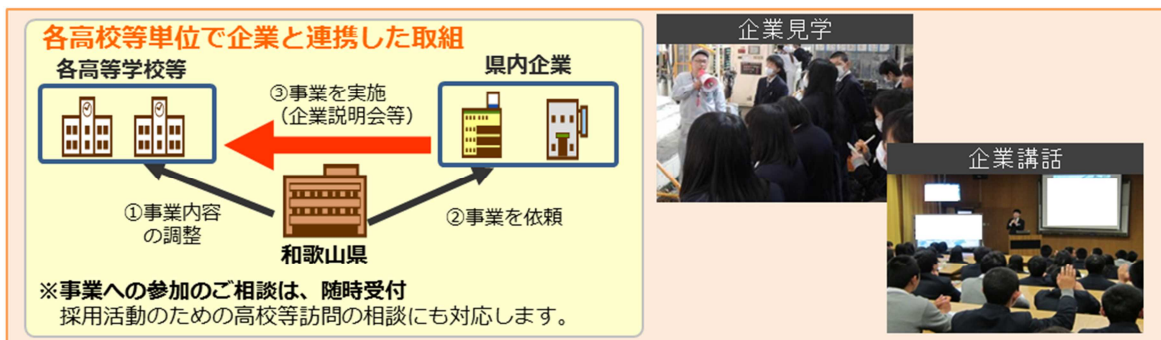 各高校等単位で企業と連携した取組
各高等学校等
県内企業
③事業を実施
（企業説明会等）
①事業内容
の調整
②事業を依頼
和歌山県
※事業への参加のご相談は、随時受付
採用活動のための高校等訪問の相談にも対応します。
企業見学
企業講話